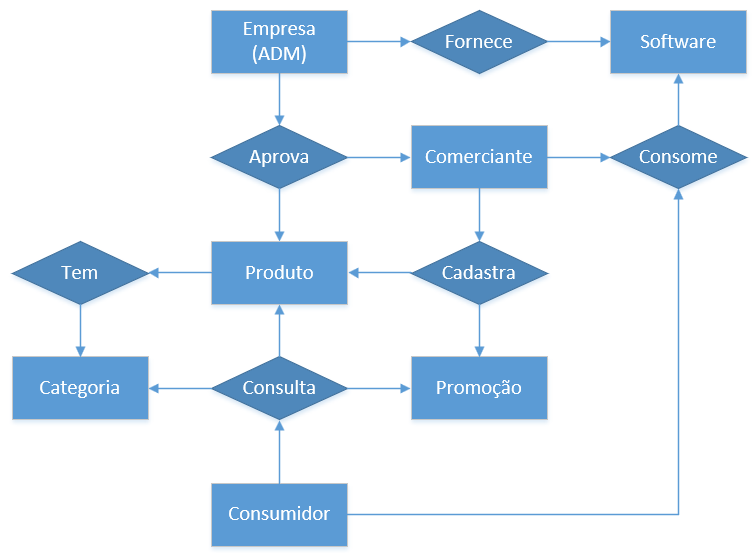 Empresa
(ADM)
Fornece
Software
Aprova
Comerciante
Consome
Tem
Produto
Cadastra
Categoria
Consulta
Promoção
Consumidor